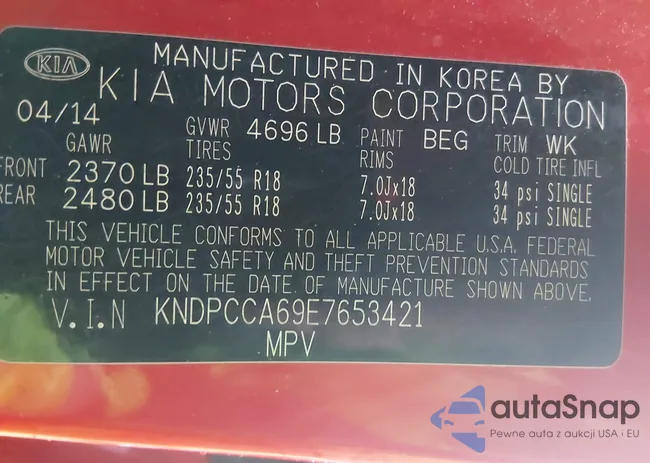 KIA MANUFACTURED IN KOREA BY
KIA MOTORS CORPORATION
04/14 GVWR 4696 LB PAINT BEG TRIM WK
GAWR TIRES RIMS COLD TIRE INFL
FRONT 2370 LB 235/55 R18 7.0Jx18 34 psi SINGLE
REAR 2480 LB 235/55 R18 7.0Jx18 34 psi SINGLE
THIS VEHICLE CONFORMS TO ALL APPLICABLE U.S.A. FEDERAL
MOTOR VEHICLE SAFETY AND THEFT PREVENTION STANDARDS
IN EFFECT ON THE DATE OF MANUFACTURE SHOWN ABOVE.
V.I.N KNDPCCA69E7653421
MPV
autaSnap
Pewne auta z aukcji USA i EU